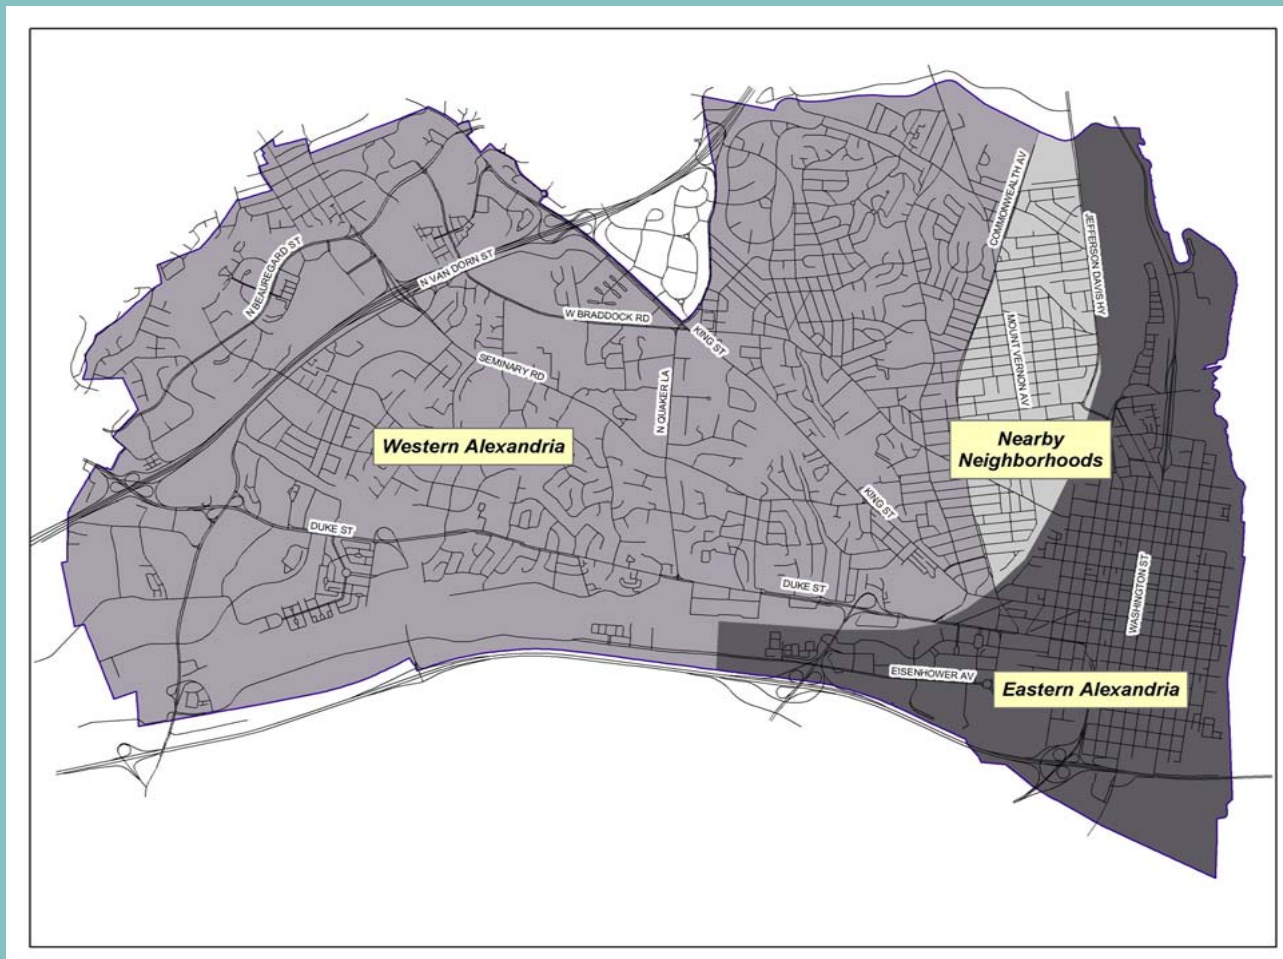 COMMONWEALTH AV
JEFFERSON DAVIS HY
N BEAUREGARD ST
N VAN DORN ST
W BRADDOCK RD
KING ST
MOUNT VERNON AV
SEMINARY RD
N QUAKER LA
Western Alexandria
Nearby
Neighborhoods
KING ST
DUKE ST
DUKE ST
WASHINGTON ST
EISENHOWER AV
Eastern Alexandria